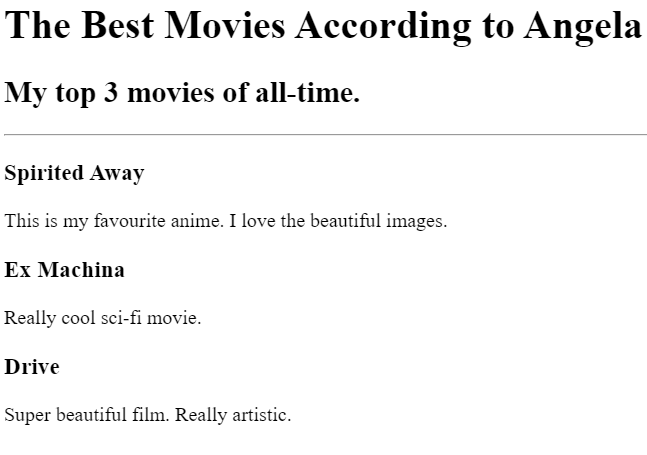 The Best Movies According to Angela
My top 3 movies of all-time.
Spirited Away
This is my favourite anime. I love the beautiful images.
Ex Machina
Really cool sci-fi movie.
Drive
Super beautiful film. Really artistic.